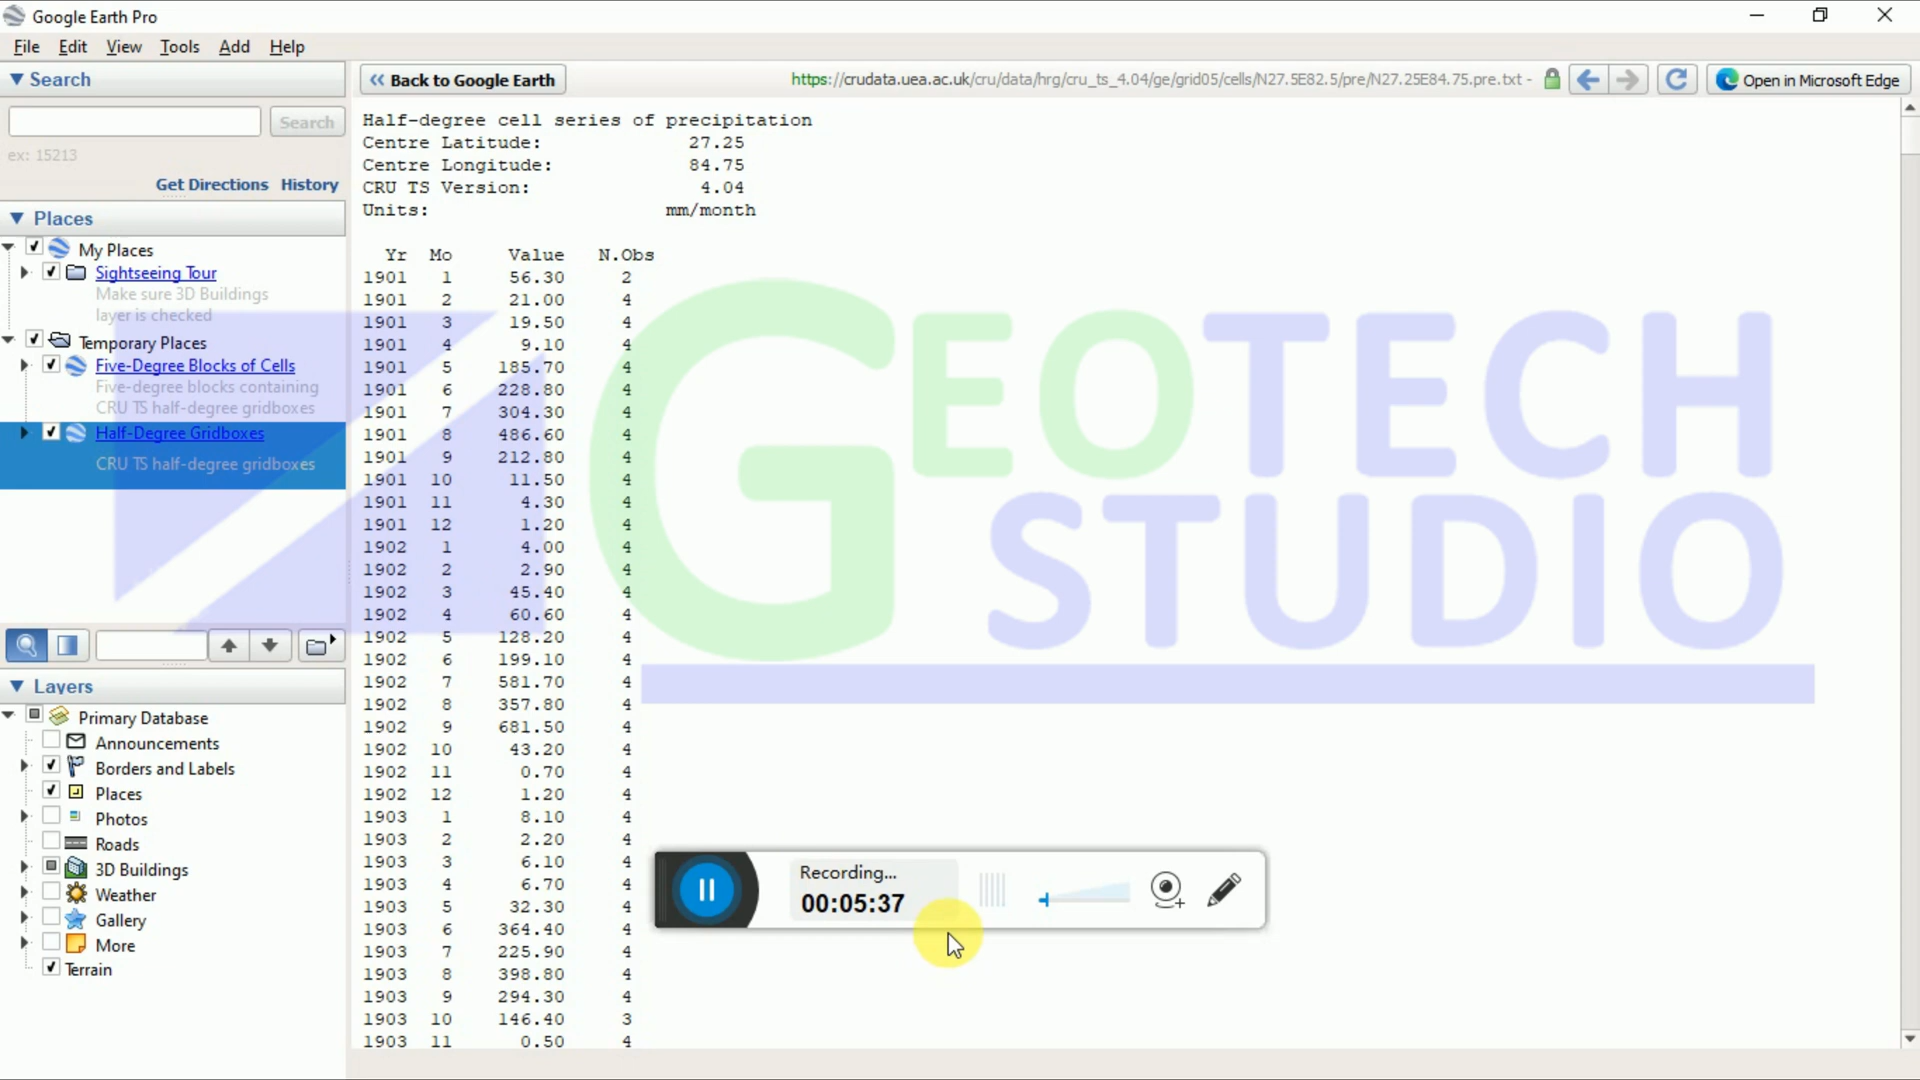 Google Earth Pro
File Edit View Tools Add Help
Search
Search
ex: 15213
Get Directions History
Places
My Places
Sightseeing Tour
Make sure 3D Buildings
layer is checked
Temporary Places
Five-Degree Blocks of Cells
Five-degree blocks containing
CRU TS half-degree gridboxes
Half-Degree Gridboxes
CRU TS half-degree gridboxes
Layers
Primary Database
Announcements
Borders and Labels
Places
Photos
Roads
3D Buildings
Weather
Gallery
More
Terrain
Back to Google Earth
https://crudata.uea.ac.uk/cru/data/hrg/cru_ts_4.04/ge/grid05/cells/N27.5E82.5/pre/N27.25E84.75.pre.txt -
Open in Microsoft Edge
Half-degree cell series of precipitation
Centre Latitude: 27.25
Centre Longitude: 84.75
CRU TS Version: 4.04
Units: mm/month
Yr Mo Value N.Obs
1901 1 56.30 2
1901 2 21.00 4
1901 3 19.50 4
1901 4 9.10 4
1901 5 185.70 4
1901 6 228.80 4
1901 7 304.30 4
1901 8 486.60 4
1901 9 212.80 4
1901 10 11.50 4
1901 11 4.30 4
1901 12 1.20 4
1902 1 4.00 4
1902 2 2.90 4
1902 3 45.40 4
1902 4 60.60 4
1902 5 128.20 4
1902 6 199.10 4
1902 7 581.70 4
1902 8 357.80 4
1902 9 681.50 4
1902 10 43.20 4
1902 11 0.70 4
1902 12 1.20 4
1903 1 8.10 4
1903 2 2.20 4
1903 3 6.10 4
1903 4 6.70 4
1903 5 32.30 4
1903 6 364.40 4
1903 7 225.90 4
1903 8 398.80 4
1903 9 294.30 4
1903 10 146.40 3
1903 11 0.50 4
GEOTECH
STUDIO
Recording...
00:05:37